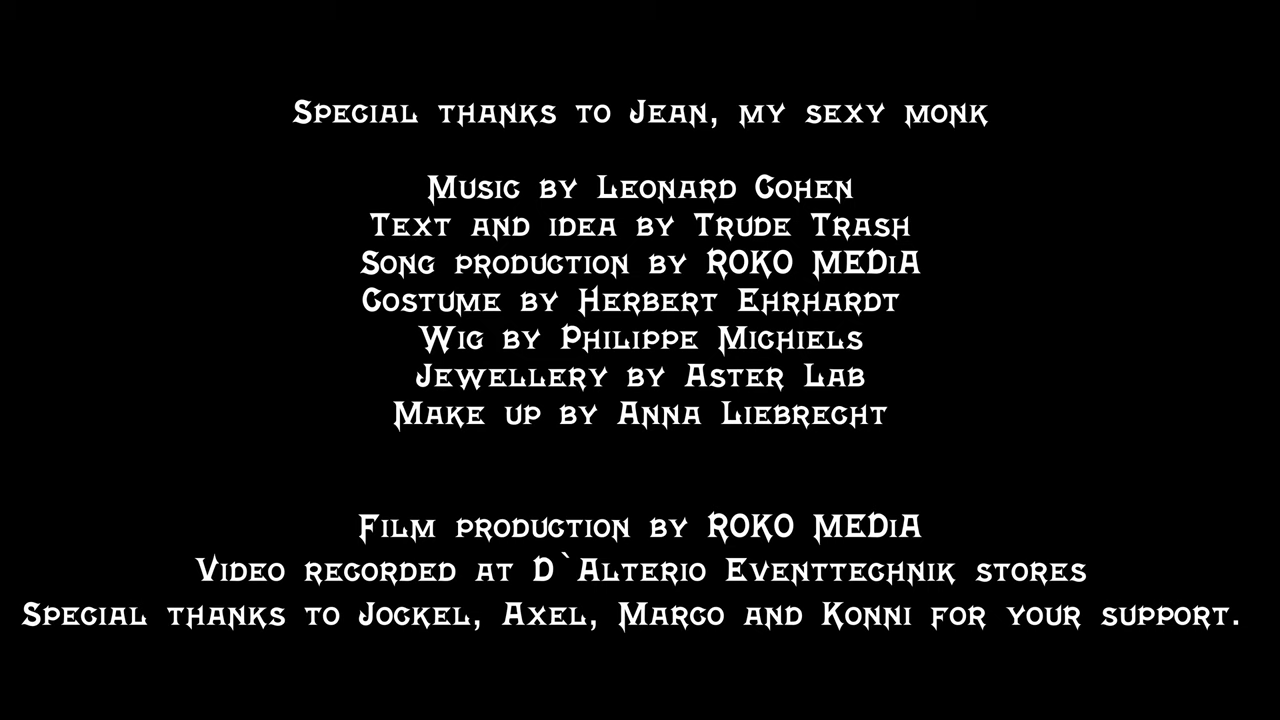 Special thanks to Jean, my sexy monk
Music by Leonard Cohen
Text and idea by Trude Trash
Song production by ROKO MEDiA
Costume by Herbert Ehrhardt
Wig by Philippe Michiels
Jewellery by Aster Lab
Make up by Anna Liebrecht
Film production by ROKO MEDiA
Video recorded at D`Alterio Eventtechnik stores
Special thanks to Jockel, Axel, Marco and Konni for your support.